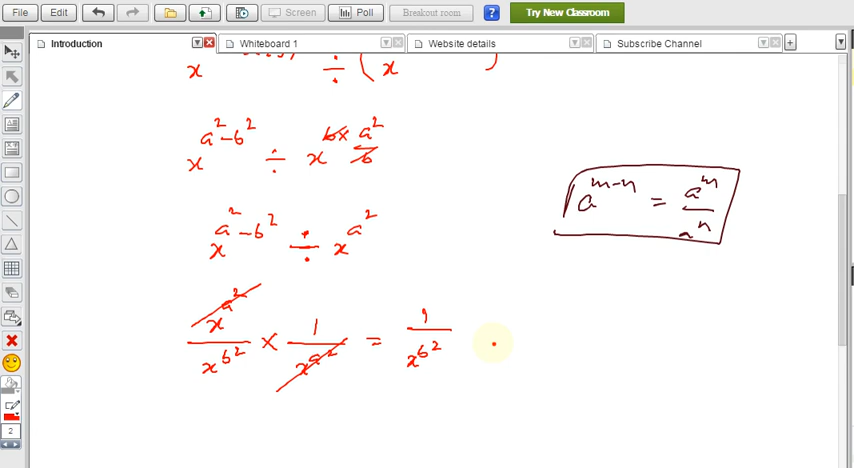 File Edit Screen Poll Breakout room ? Try New Classroom
Introduction Whiteboard 1 Website details Subscribe Channel
x ÷ ( x )
x^{a²-b²} ÷ x^{b × a²/b}
a^{m-n} = a^m / a^n
x^{a²-b²} ÷ x^{a²}
x^{a²} / x^{b²} × 1 / x^{a²} = 1 / x^{b²}
2